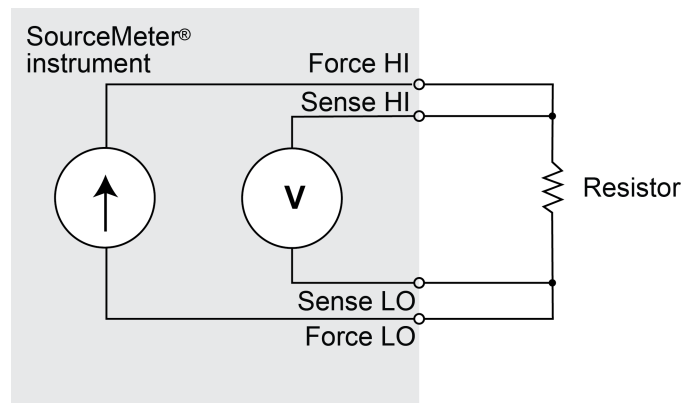 SourceMeter®
instrument
Force HI
Sense HI
V
Resistor
Sense LO
Force LO